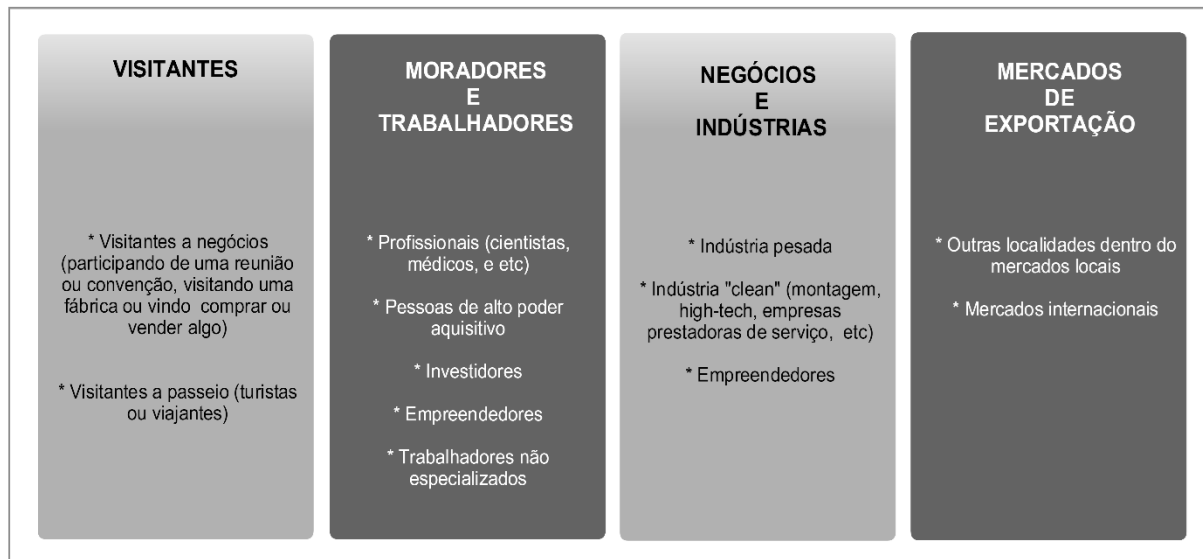 VISITANTES
* Visitantes a negócios
(participando de uma reunião
ou convenção, visitando uma
fábrica ou vindo comprar ou
vender algo)
* Visitantes a passeio (turistas
ou viajantes)
MORADORES
E
TRABALHADORES
* Profissionais (cientistas,
médicos, e etc)
* Pessoas de alto poder
aquisitivo
* Investidores
* Empreendedores
* Trabalhadores não
especializados
NEGÓCIOS
E
INDÚSTRIAS
* Indústria pesada
* Indústria "clean" (montagem,
high-tech, empresas
prestadoras de serviço, etc)
* Empreendedores
MERCADOS
DE
EXPORTAÇÃO
* Outras localidades dentro do
mercados locais
* Mercados internacionais